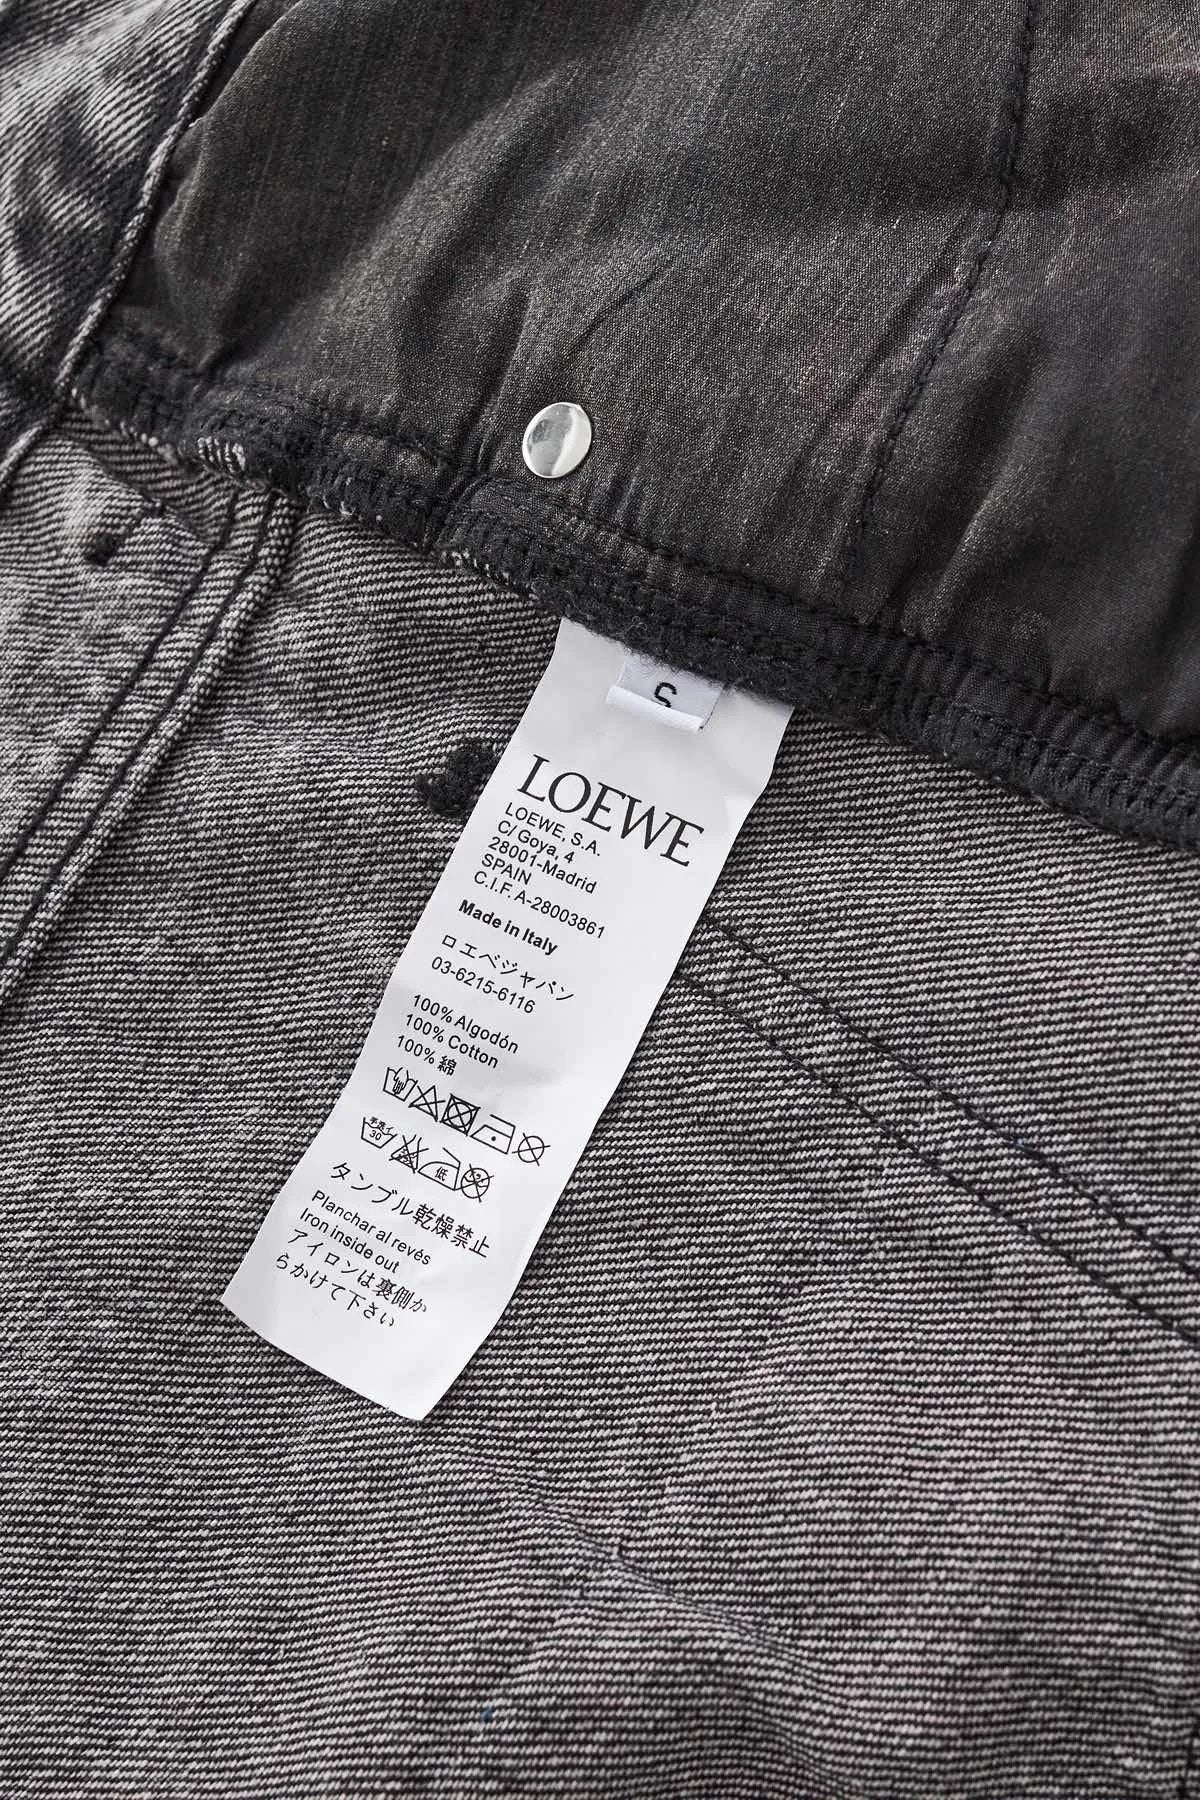 S
LOEWE
LOEWE, S.A.
C/ Goya, 4
28001-Madrid
SPAIN
C.I.F. A-28003861
Made in Italy
ロエベジャパン
03-6215-6116
100% Algodón
100% Cotton
100% 綿
30
低
タンブル乾燥禁止
Planchar al revés
Iron inside out
アイロンは裏側か
らかけて下さい